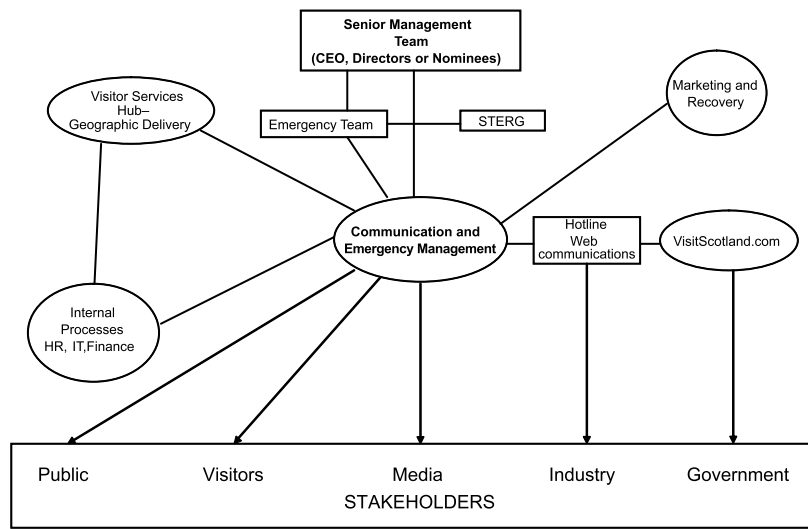 Senior Management
Team
(CEO, Directors or Nominees)
Visitor Services
Hub–
Geographic Delivery
Emergency Team
STERG
Marketing and
Recovery
Communication and
Emergency Management
Hotline
Web
communications
VisitScotland.com
Internal
Processes
HR, IT,Finance
Public
Visitors
Media
Industry
Government
STAKEHOLDERS